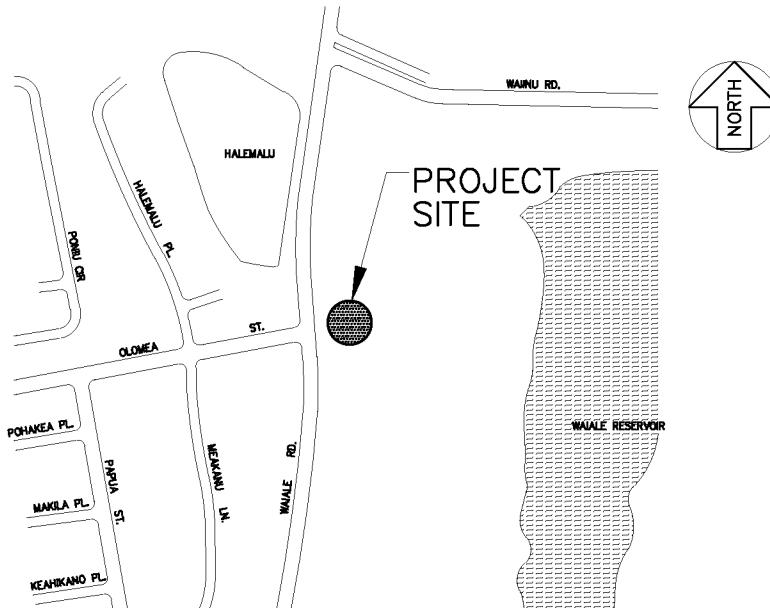 WAIINU RD.
NORTH
HALEMALU
PROJECT
SITE
HALEMALU PL.
PONIU CIR
ST.
OLOMEA
POHAKEA PL.
WAIALE RESERVOIR
MEAKANU LN.
WAIALE RD.
PAPUA ST.
MAKILA PL.
KEAHIKANO PL.